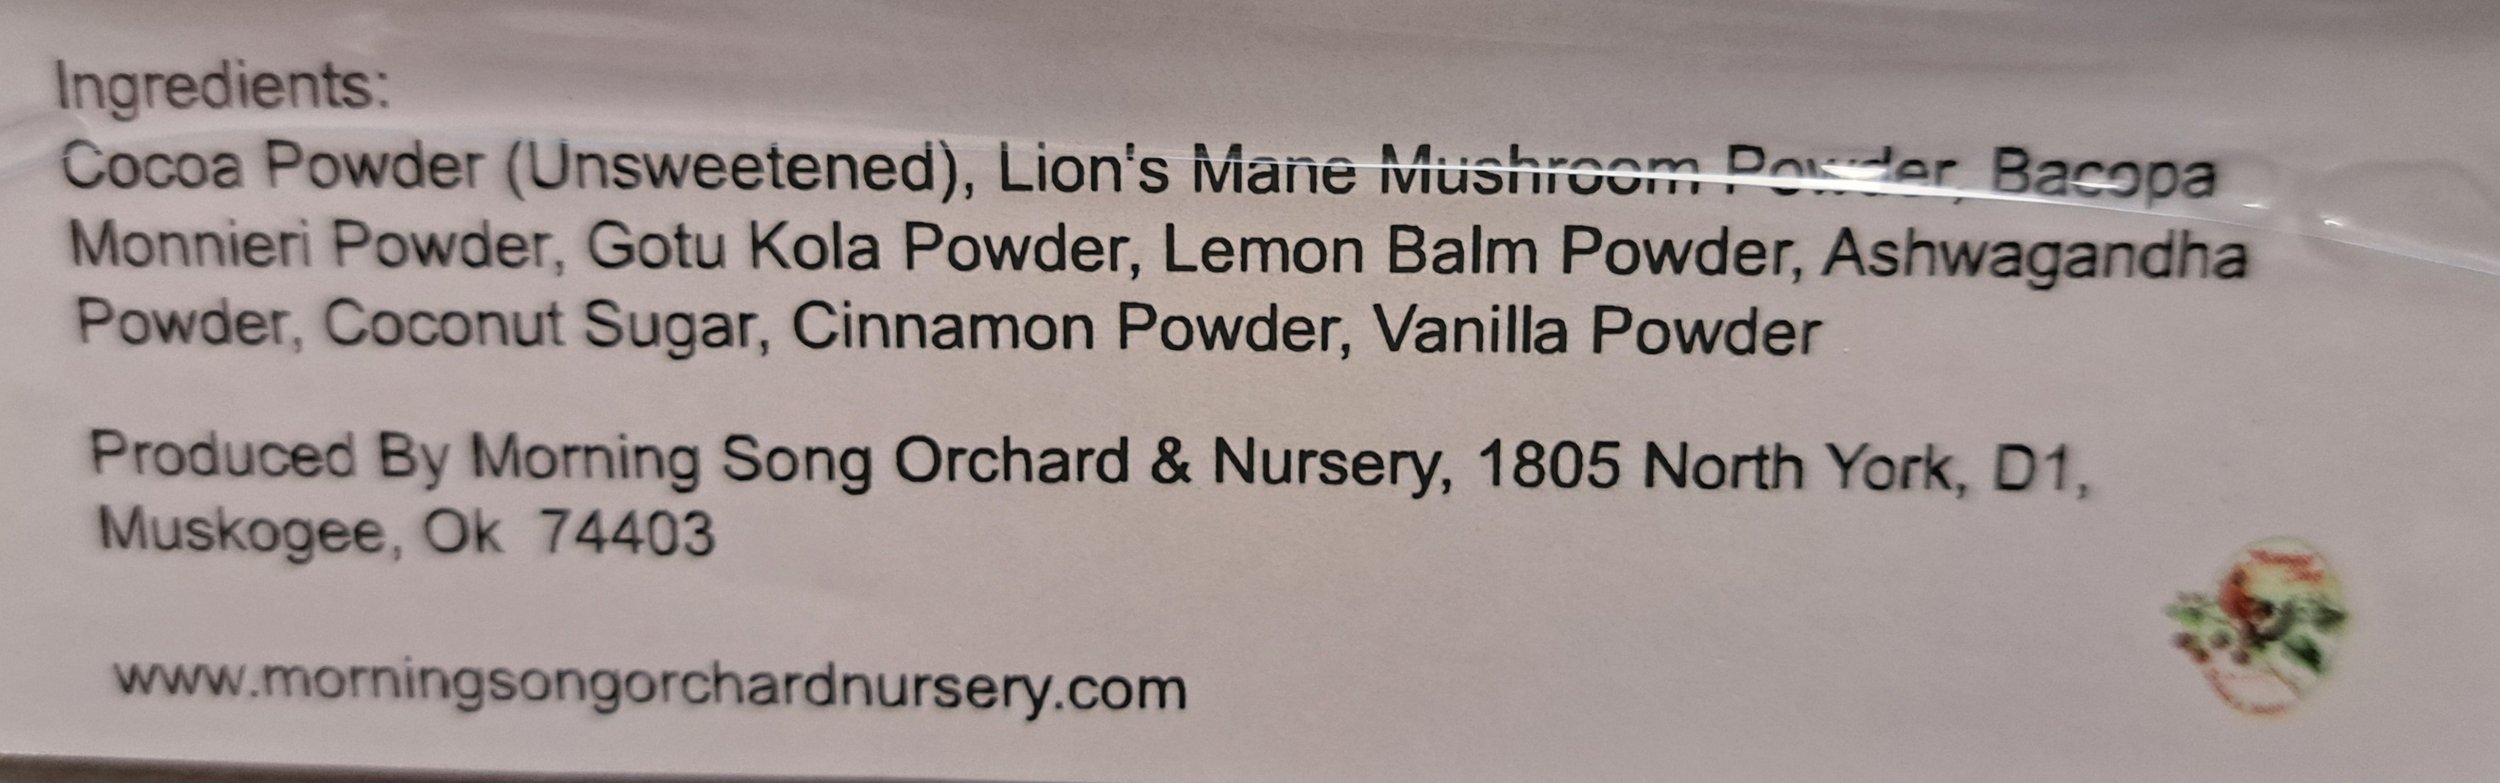 Ingredients:
Cocoa Powder (Unsweetened), Lion's Mane Mushroom Powder, Bacopa
Monnieri Powder, Gotu Kola Powder, Lemon Balm Powder, Ashwagandha
Powder, Coconut Sugar, Cinnamon Powder, Vanilla Powder
Produced By Morning Song Orchard & Nursery, 1805 North York, D1,
Muskogee, Ok 74403
www.morningsongorchardnursery.com